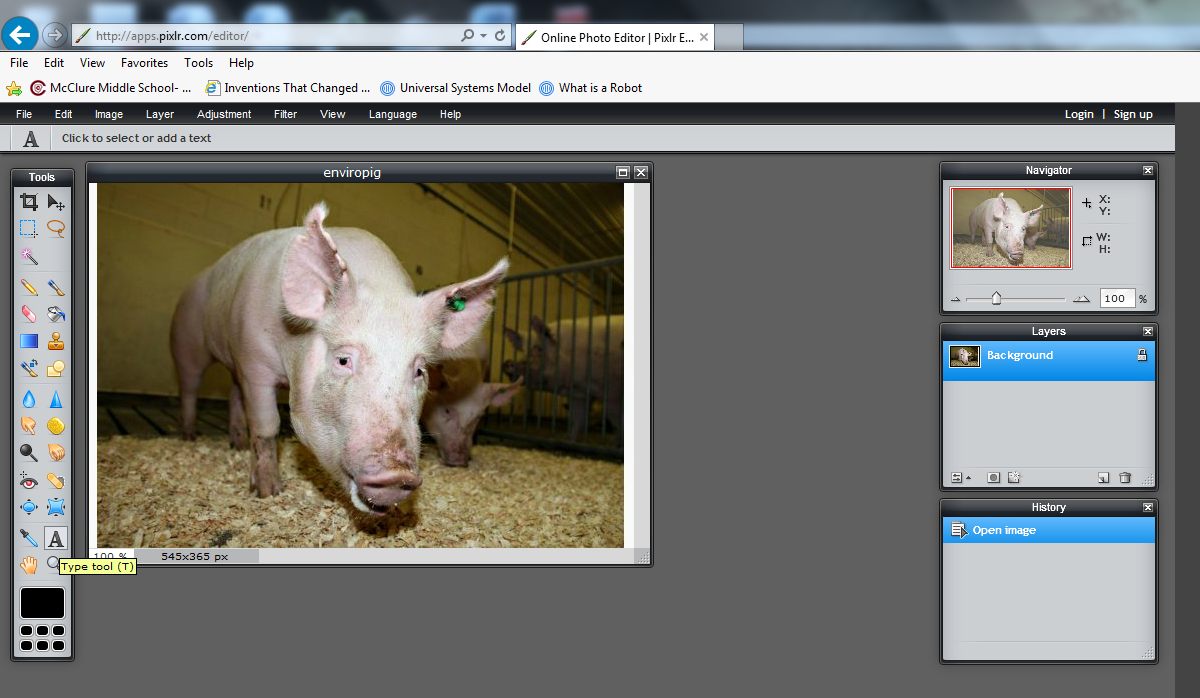 http://apps.pixlr.com/editor/
Online Photo Editor | Pixlr E...
File Edit View Favorites Tools Help
McClure Middle School- ... Inventions That Changed ... Universal Systems Model What is a Robot
File Edit Image Layer Adjustment Filter View Language Help Login | Sign up
A Click to select or add a text
Tools
enviropig
Navigator
X:
Y:
W:
H:
100 %
Layers
Background
History
Open image
A
100 % 545x365 px
Type tool (T)